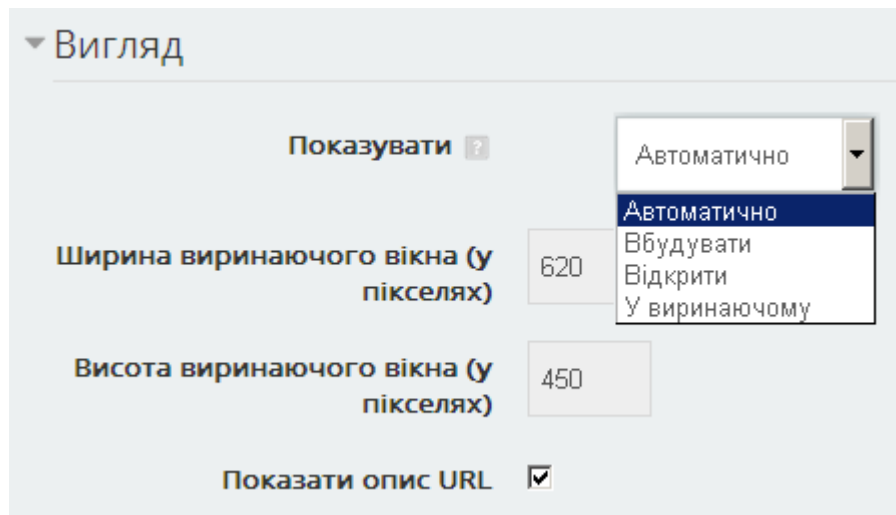 Вигляд
Показувати ?
Автоматично
Автоматично
Вбудувати
Відкрити
У виринаючому
Ширина виринаючого вікна (у
пікселях)
620
Висота виринаючого вікна (у
пікселях)
450
Показати опис URL